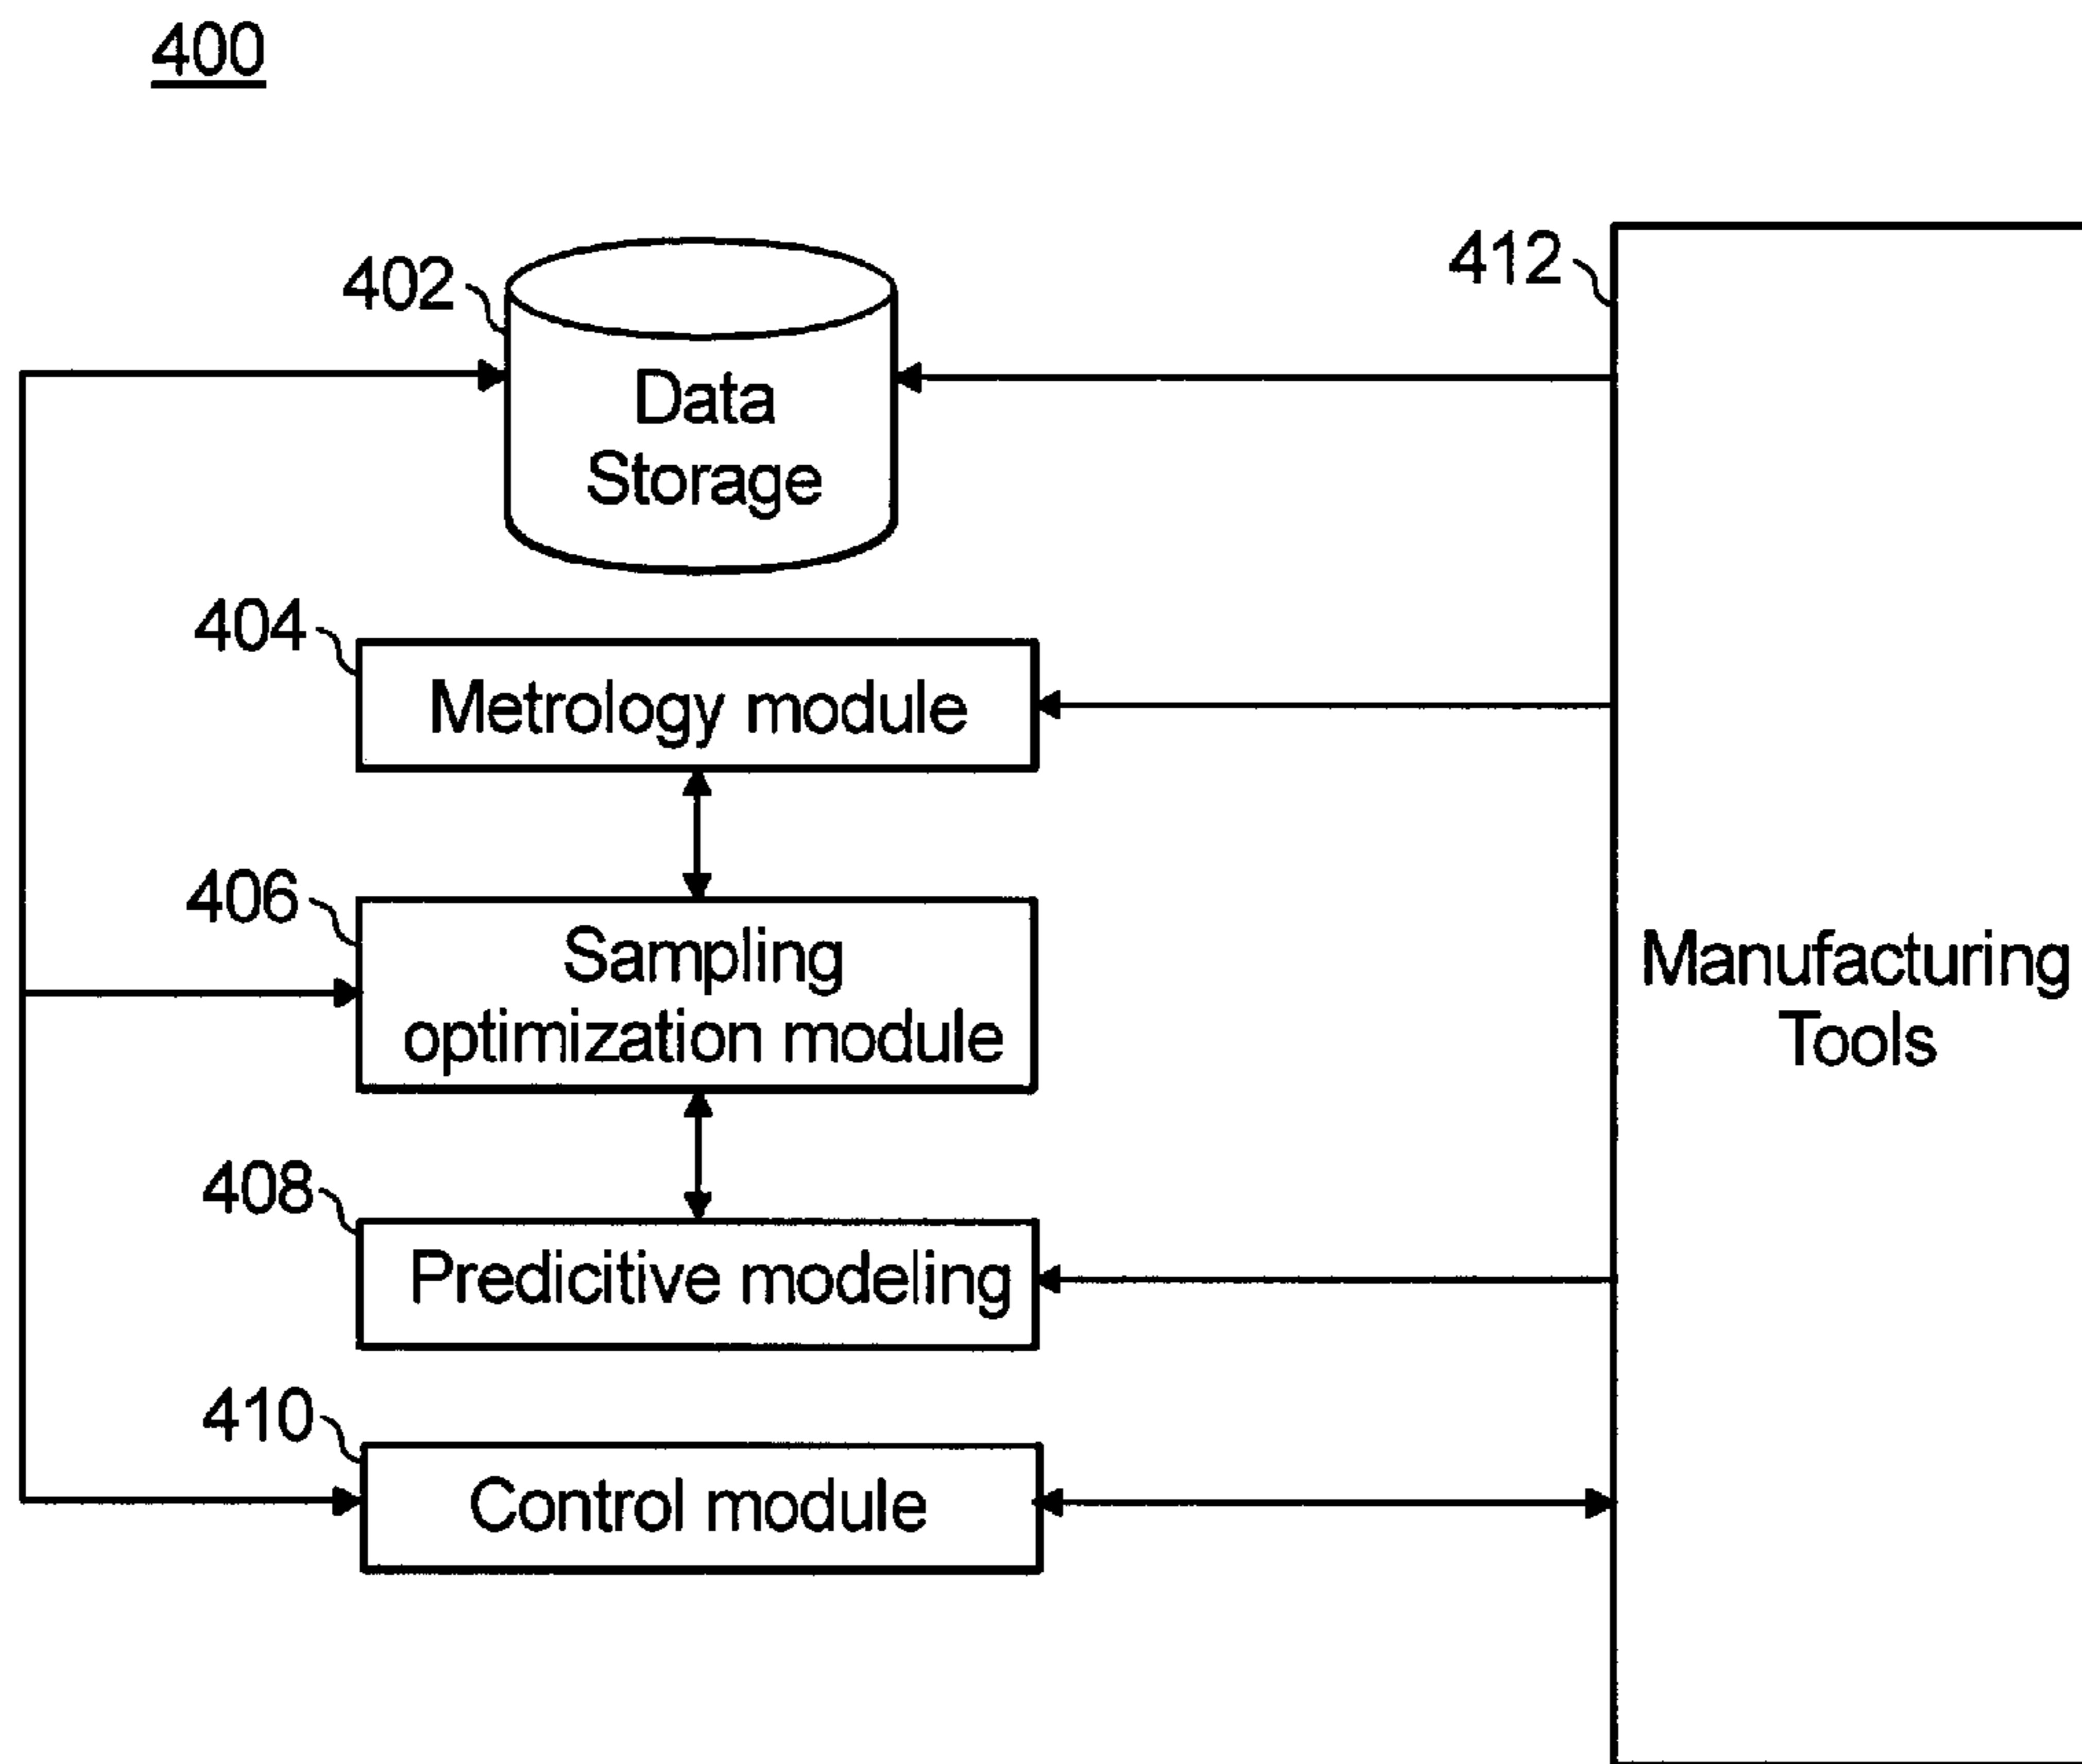 400
402
Data
Storage
412
404
Metrology module
406
Sampling
optimization module
Manufacturing
Tools
408
Predicitive modeling
410
Control module